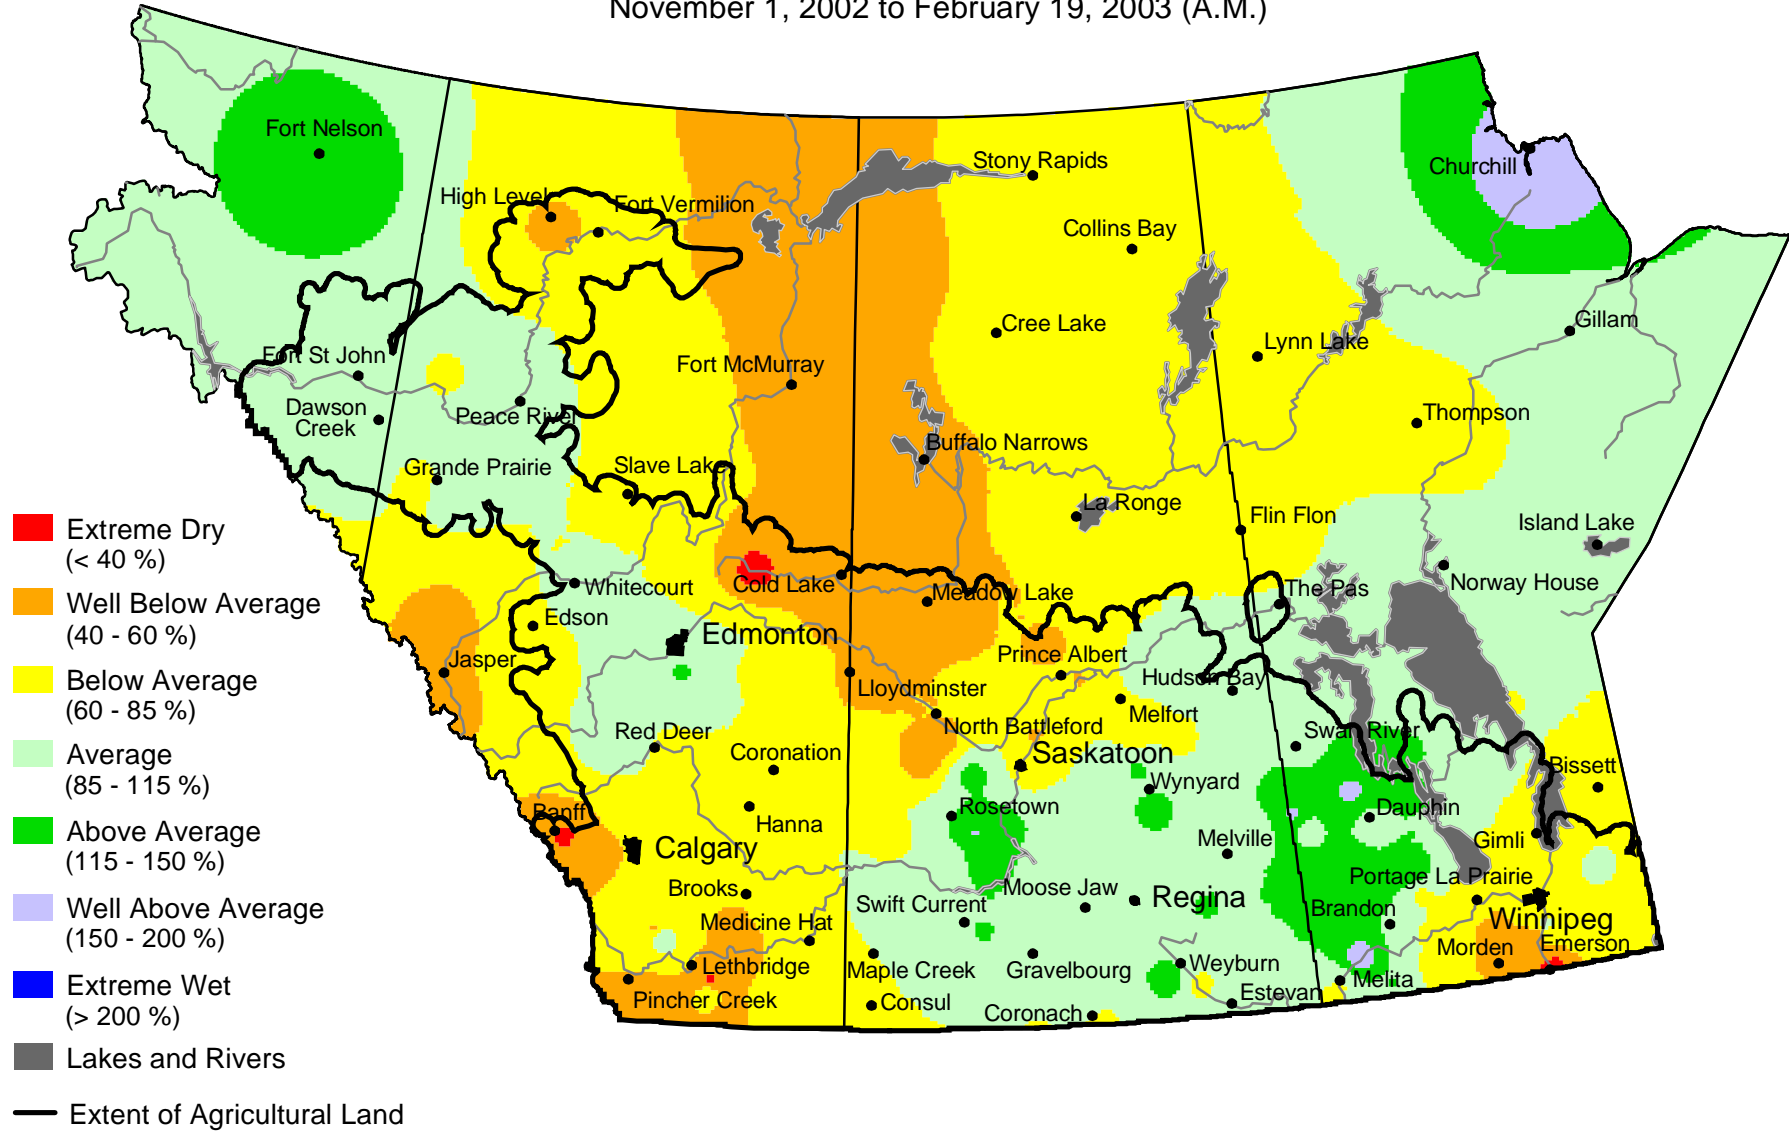 November 1, 2002 to February 19, 2003 (A.M.)
Fort Nelson
Stony Rapids
Churchill
High Level
Fort Vermilion
Collins Bay
Gillam
Cree Lake
Lynn Lake
Fort St John
Fort McMurray
Dawson
Creek
Peace River
Thompson
Buffalo Narrows
Grande Prairie
Slave Lake
La Ronge
Flin Flon
Island Lake
Cold Lake
Whitecourt
Meadow Lake
The Pas
Norway House
Edson
Edmonton
Jasper
Prince Albert
Hudson Bay
Lloydminster
Melfort
North Battleford
Red Deer
Swan River
Coronation
Saskatoon
Bissett
Wynyard
Banff
Rosetown
Dauphin
Hanna
Gimli
Calgary
Melville
Brooks
Moose Jaw
Portage La Prairie
Swift Current
Regina
Brandon
Winnipeg
Medicine Hat
Morden
Emerson
Lethbridge
Maple Creek
Gravelbourg
Weyburn
Melita
Pincher Creek
Consul
Coronach
Estevan
Extreme Dry
(< 40 %)
Well Below Average
(40 - 60 %)
Below Average
(60 - 85 %)
Average
(85 - 115 %)
Above Average
(115 - 150 %)
Well Above Average
(150 - 200 %)
Extreme Wet
(> 200 %)
Lakes and Rivers
Extent of Agricultural Land